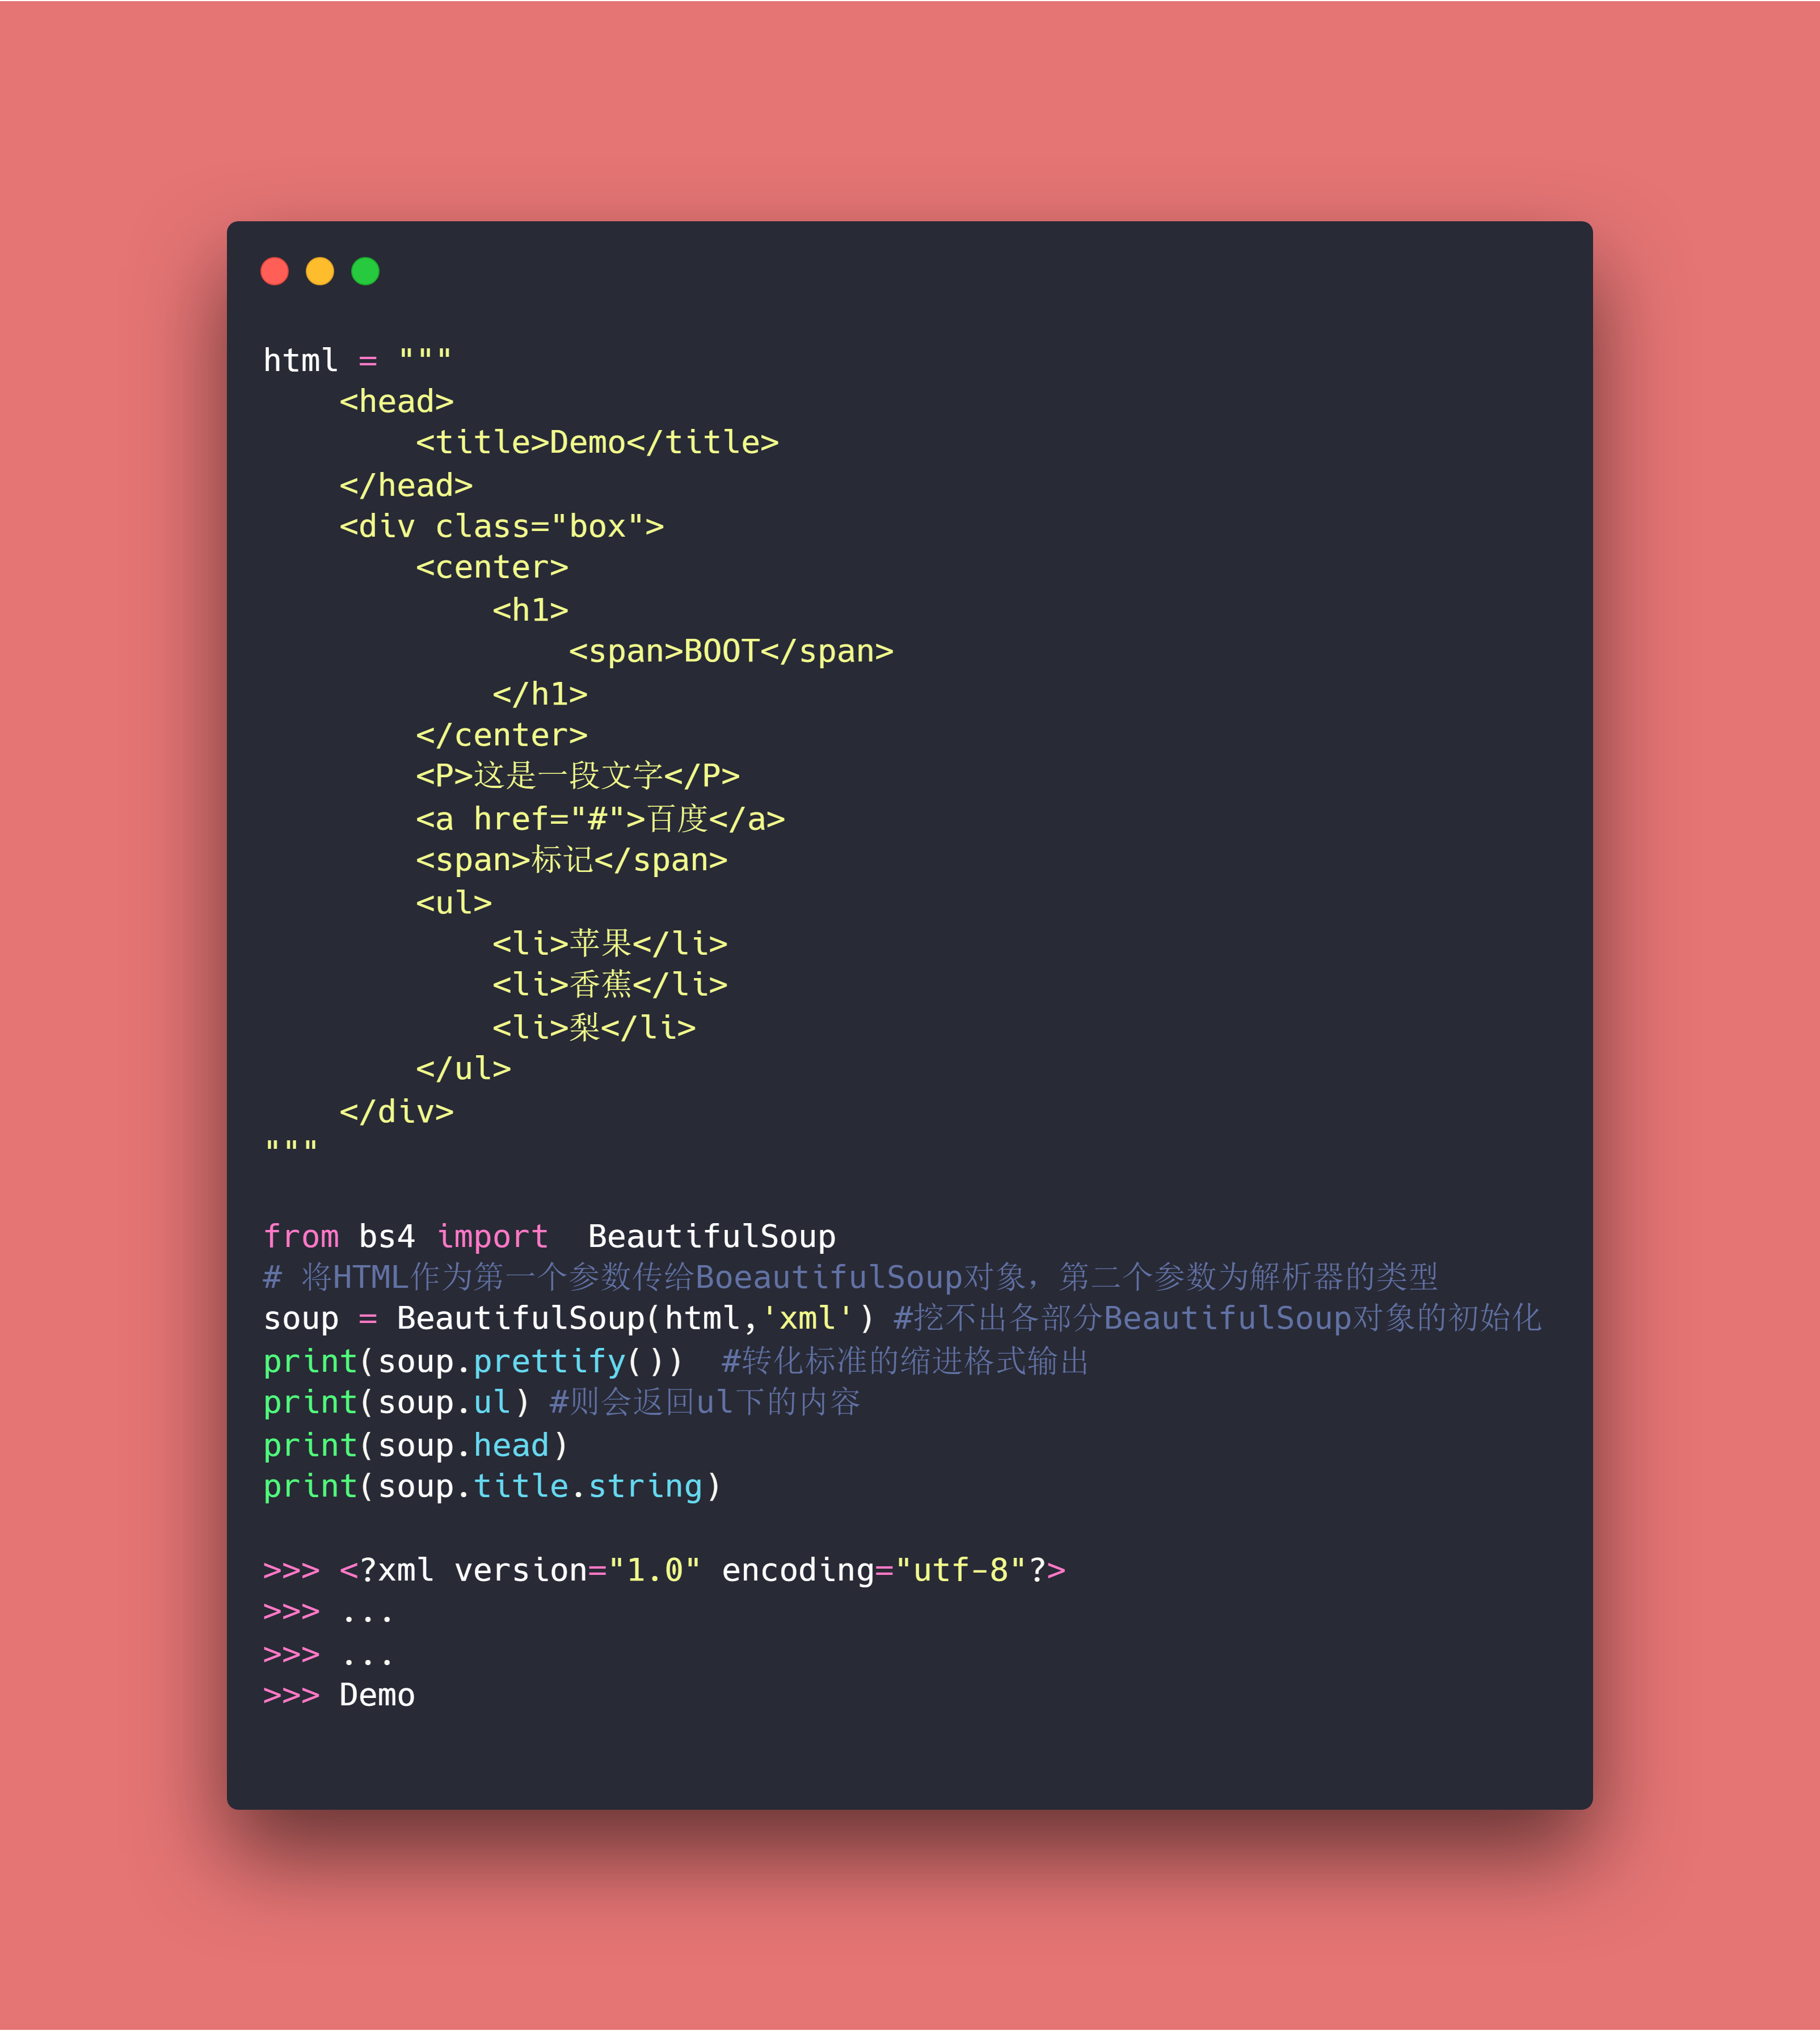 html = """
    <head>
        <title>Demo</title>
    </head>
    <div class="box">
        <center>
            <h1>
                <span>BOOT</span>
            </h1>
        </center>
        <P>这是一段文字</P>
        <a href="#">百度</a>
        <span>标记</span>
        <ul>
            <li>苹果</li>
            <li>香蕉</li>
            <li>梨</li>
        </ul>
    </div>
"""

from bs4 import  BeautifulSoup
# 将HTML作为第一个参数传给BoeautifulSoup对象，第二个参数为解析器的类型
soup = BeautifulSoup(html,'xml') #挖不出各部分BeautifulSoup对象的初始化
print(soup.prettify())  #转化标准的缩进格式输出
print(soup.ul) #则会返回ul下的内容
print(soup.head)
print(soup.title.string)

>>> <?xml version="1.0" encoding="utf-8"?>
>>> ...
>>> ...
>>> Demo